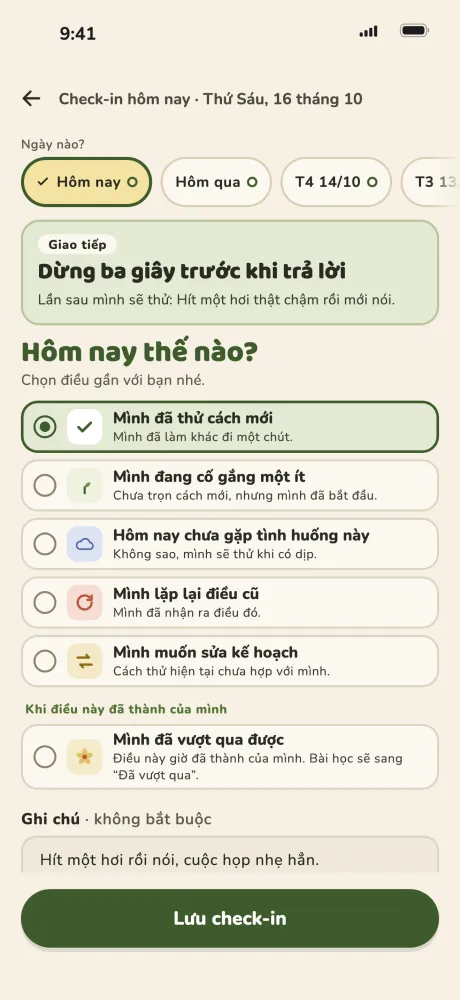 9:41
Check-in hôm nay · Thứ Sáu, 16 tháng 10
Ngày nào?
Hôm nay
Hôm qua
T4 14/10
T3 13
Giao tiếp
Dừng ba giây trước khi trả lời
Lần sau mình sẽ thử: Hít một hơi thật chậm rồi mới nói.
Hôm nay thế nào?
Chọn điều gần với bạn nhé.
Mình đã thử cách mới
Mình đã làm khác đi một chút.
Mình đang cố gắng một ít
Chưa trọn cách mới, nhưng mình đã bắt đầu.
Hôm nay chưa gặp tình huống này
Không sao, mình sẽ thử khi có dịp.
Mình lặp lại điều cũ
Mình đã nhận ra điều đó.
Mình muốn sửa kế hoạch
Cách thử hiện tại chưa hợp với mình.
Khi điều này đã thành của mình
Mình đã vượt qua được
Điều này giờ đã thành của mình. Bài học sẽ sang
“Đã vượt qua”.
Ghi chú · không bắt buộc
Hít một hơi rồi nói, cuộc họp nhẹ hẳn.
Lưu check-in